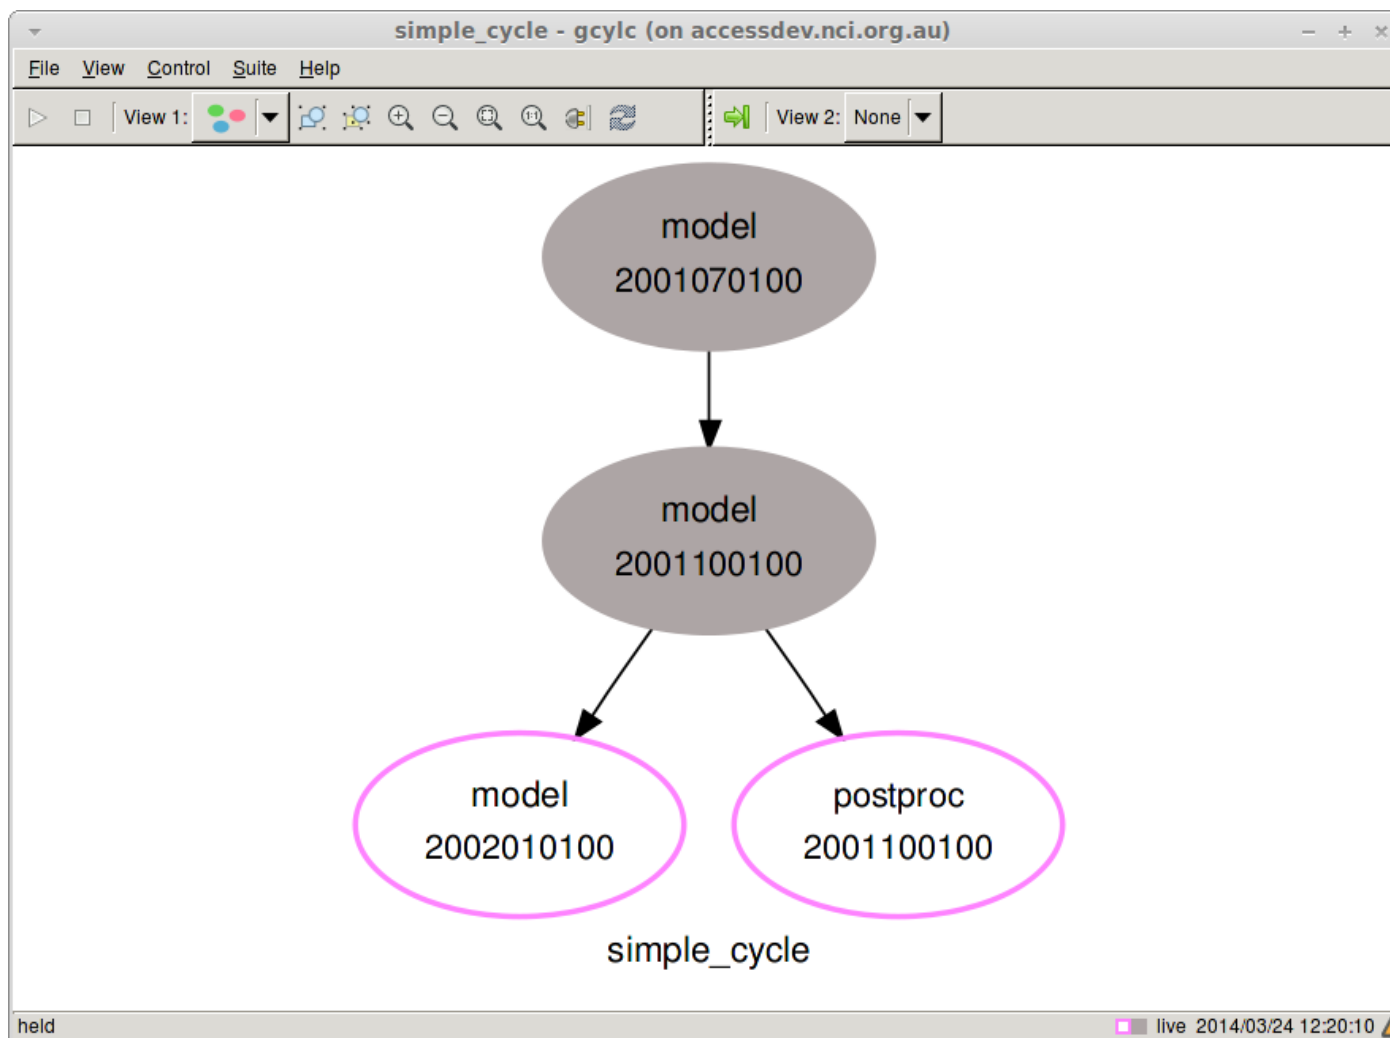 simple_cycle - gcylc (on accessdev.nci.org.au)
File View Control Suite Help
View 1: View 2: None
model
2001070100
model
2001100100
model
2002010100
postproc
2001100100
simple_cycle
held
live 2014/03/24 12:20:10